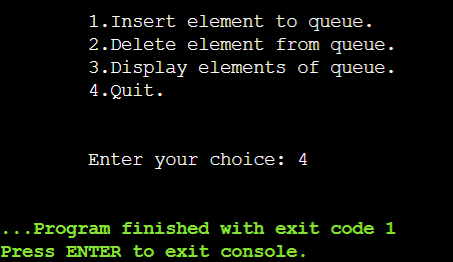 1.Insert element to queue.
2.Delete element from queue.
3.Display elements of queue.
4.Quit.
Enter your choice: 4
...Program finished with exit code 1
Press ENTER to exit console.